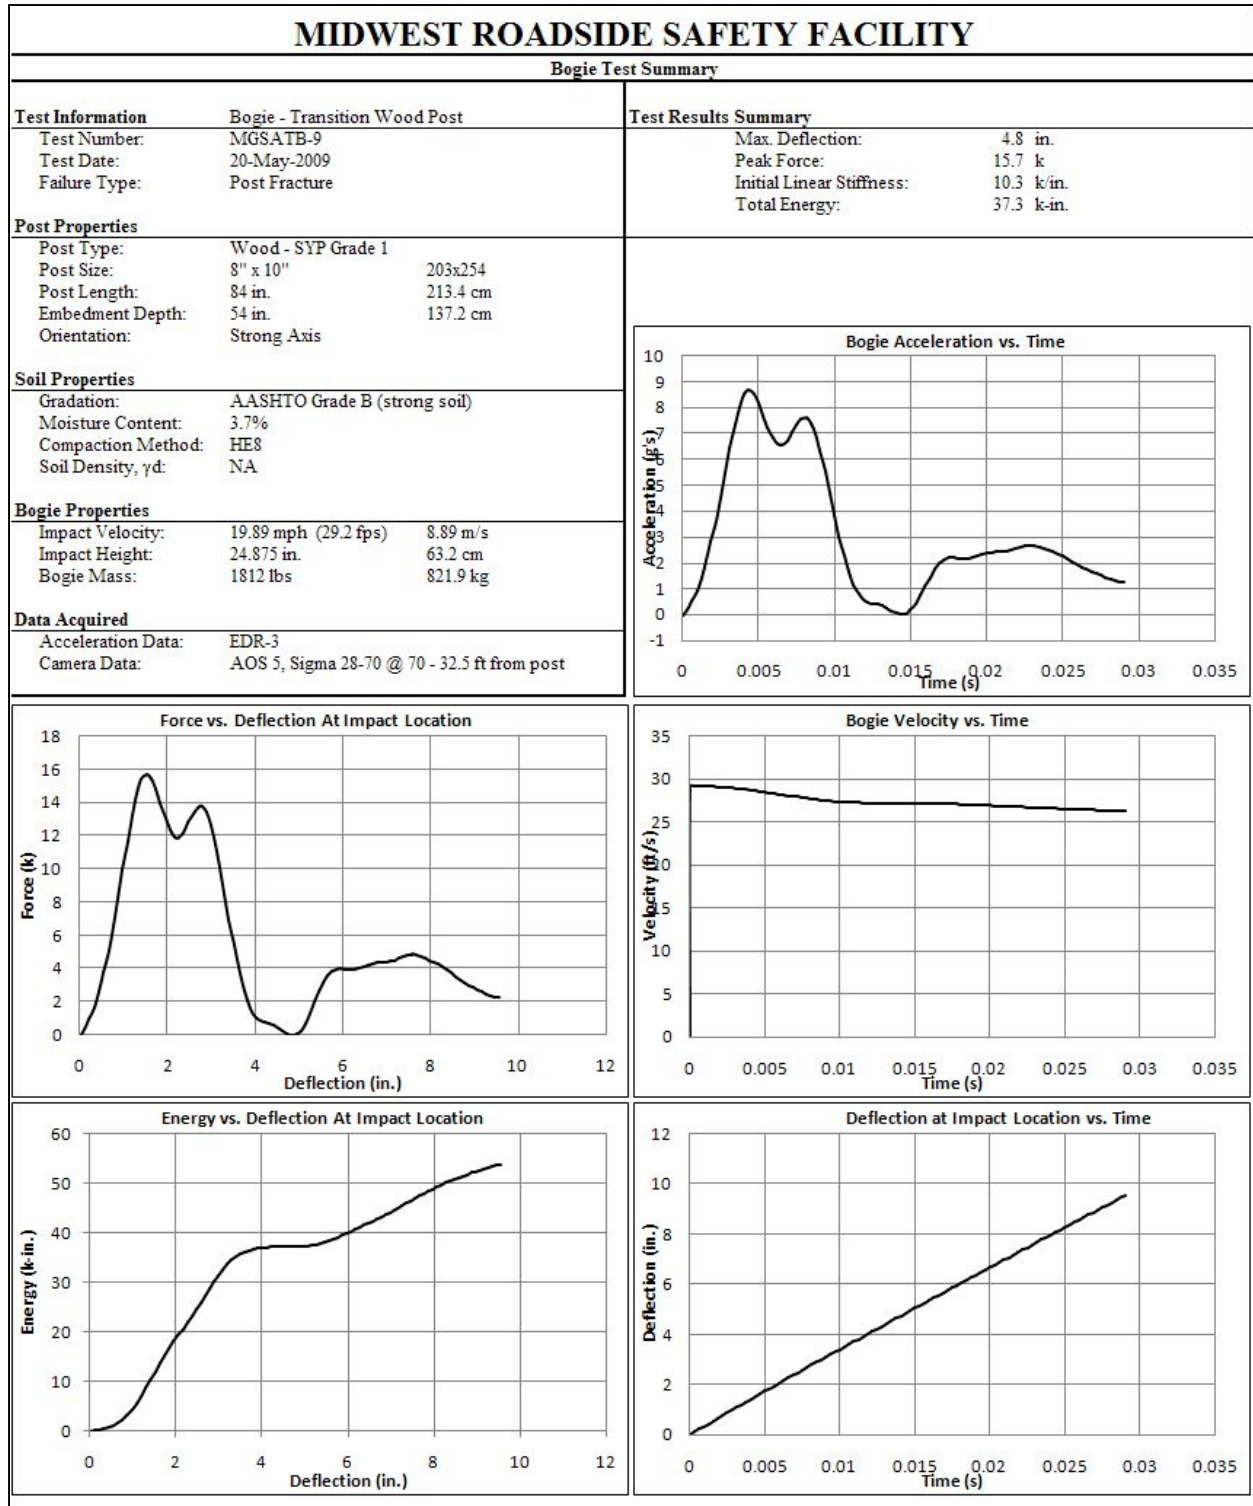 MIDWEST ROADSIDE SAFETY FACILITY
Bogie Test Summary
Test Information Bogie - Transition Wood Post
Test Number: MGSATB-9
Test Date: 20-May-2009
Failure Type: Post Fracture
Post Properties
Post Type: Wood - SYP Grade 1
Post Size: 8" x 10" 203x254
Post Length: 84 in. 213.4 cm
Embedment Depth: 54 in. 137.2 cm
Orientation: Strong Axis
Soil Properties
Gradation: AASHTO Grade B (strong soil)
Moisture Content: 3.7%
Compaction Method: HE8
Soil Density, γd: NA
Bogie Properties
Impact Velocity: 19.89 mph (29.2 fps) 8.89 m/s
Impact Height: 24.875 in. 63.2 cm
Bogie Mass: 1812 lbs 821.9 kg
Data Acquired
Acceleration Data: EDR-3
Camera Data: AOS 5, Sigma 28-70 @ 70 - 32.5 ft from post
Test Results Summary
Max. Deflection: 4.8 in.
Peak Force: 15.7 k
Initial Linear Stiffness: 10.3 k/in.
Total Energy: 37.3 k-in.
Bogie Acceleration vs. Time
Acceleration (g's)
10
9
8
7
6
5
4
3
2
1
0
-1
0 0.005 0.01 0.015 0.02 0.025 0.03 0.035
Time (s)
Force vs. Deflection At Impact Location
Force (k)
18
16
14
12
10
8
6
4
2
0
0 2 4 6 8 10 12
Deflection (in.)
Bogie Velocity vs. Time
Velocity (ft/s)
35
30
25
20
15
10
5
0
0 0.005 0.01 0.015 0.02 0.025 0.03 0.035
Time (s)
Energy vs. Deflection At Impact Location
Energy (k-in.)
60
50
40
30
20
10
0
0 2 4 6 8 10 12
Deflection (in.)
Deflection at Impact Location vs. Time
Deflection (in.)
12
10
8
6
4
2
0
0 0.005 0.01 0.015 0.02 0.025 0.03 0.035
Time (s)